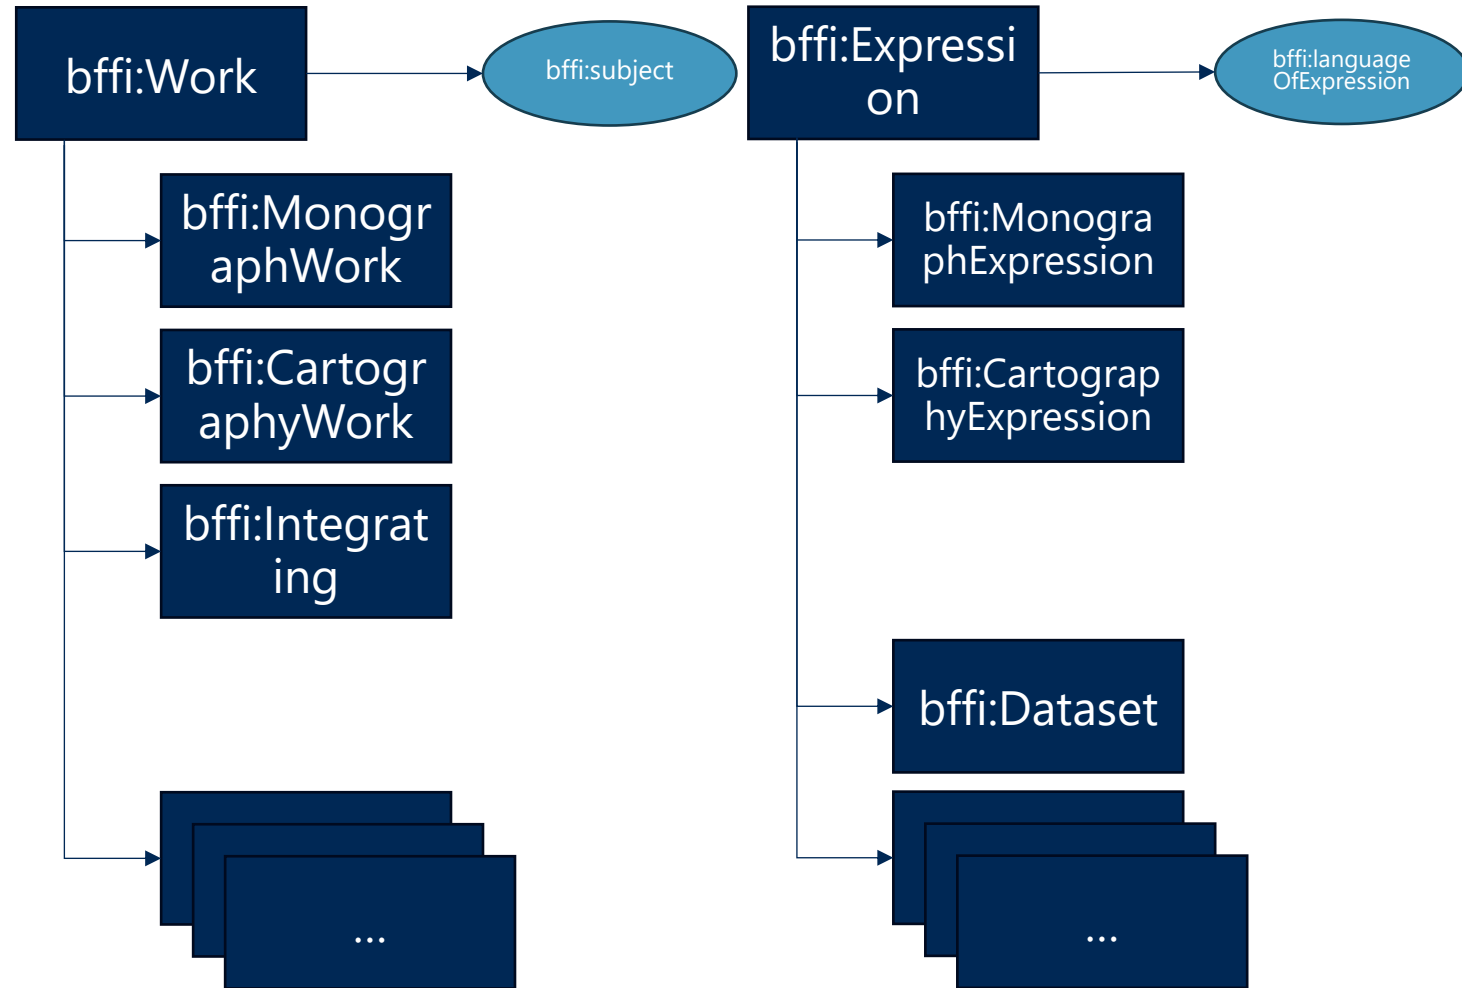 bffi:Work
bffi:subject
bffi:Monogr
aphWork
bffi:Cartogr
aphyWork
bffi:Integrat
ing
...
bffi:Expressi
on
bffi:language
OfExpression
bffi:Monogra
phExpression
bffi:Cartograp
hyExpression
bffi:Dataset
...